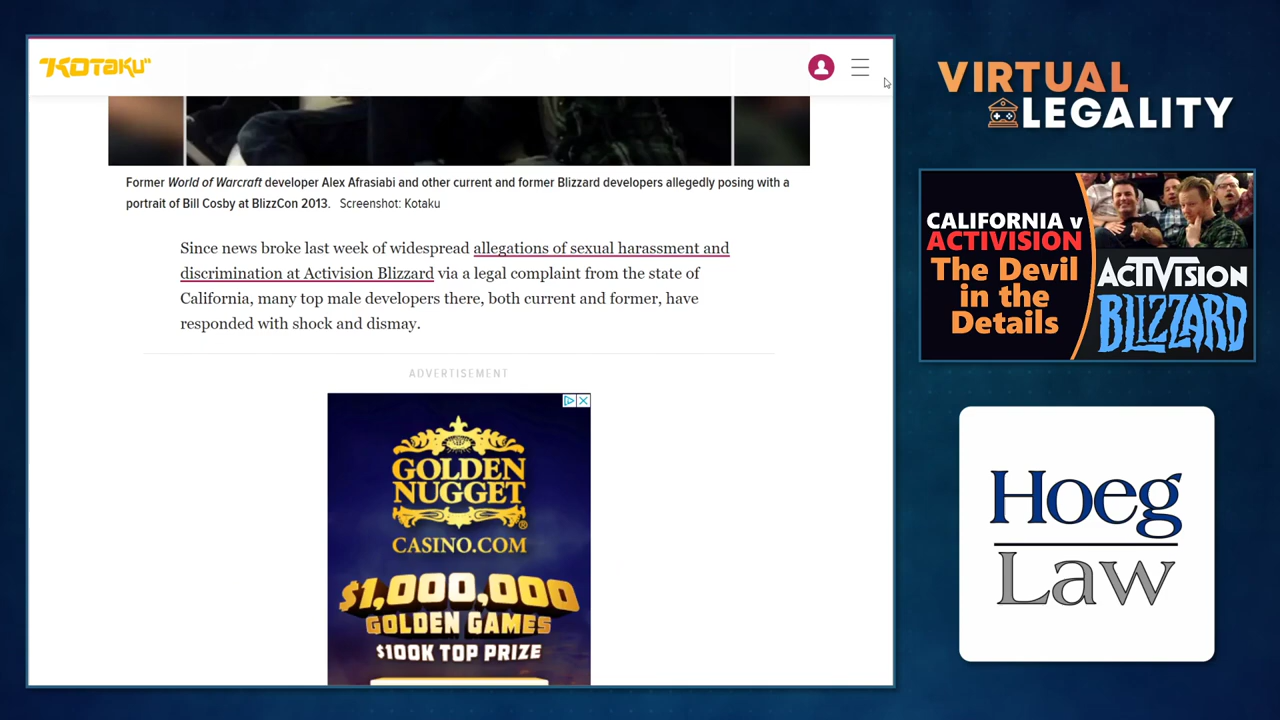 KOTAKU
Former World of Warcraft developer Alex Afrasiabi and other current and former Blizzard developers allegedly posing with a
portrait of Bill Cosby at BlizzCon 2013. Screenshot: Kotaku
Since news broke last week of widespread allegations of sexual harassment and
discrimination at Activision Blizzard via a legal complaint from the state of
California, many top male developers there, both current and former, have
responded with shock and dismay.
ADVERTISEMENT
GOLDEN
NUGGET
®
CASINO.COM
$1,000,000
GOLDEN GAMES
$100K TOP PRIZE
VIRTUAL
LEGALITY
CALIFORNIA v
ACTIVISION
The Devil
in the
Details
ACTIVISION
BLIZZARD
Hoeg
Law